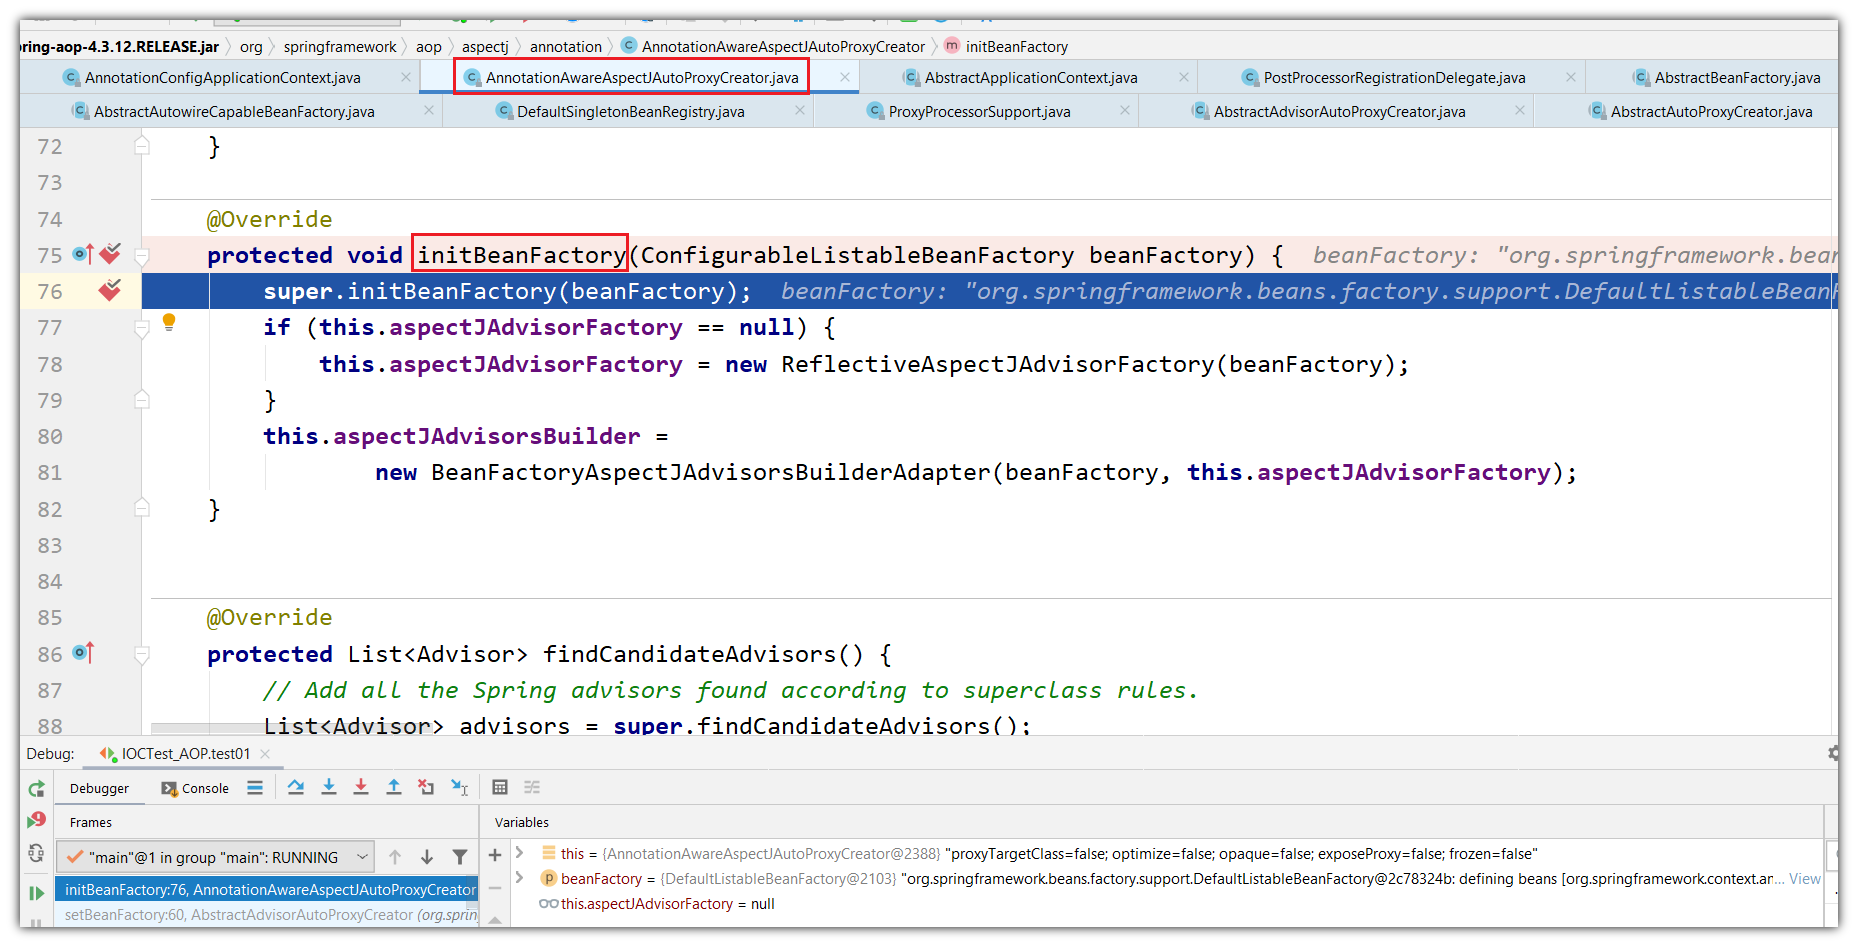 ring-aop-4.3.12.RELEASE.jar org springframework aop aspectj annotation AnnotationAwareAspectJAutoProxyCreator initBeanFactory
AnnotationConfigApplicationContext.java AnnotationAwareAspectJAutoProxyCreator.java AbstractApplicationContext.java PostProcessorRegistrationDelegate.java AbstractBeanFactory.java
AbstractAutowireCapableBeanFactory.java DefaultSingletonBeanRegistry.java ProxyProcessorSupport.java AbstractAdvisorAutoProxyCreator.java AbstractAutoProxyCreator.java
72 }
73
74 @Override
75 protected void initBeanFactory(ConfigurableListableBeanFactory beanFactory) { beanFactory: "org.springframework.bean
76 super.initBeanFactory(beanFactory); beanFactory: "org.springframework.beans.factory.support.DefaultListableBeanF
77 if (this.aspectJAdvisorFactory == null) {
78 this.aspectJAdvisorFactory = new ReflectiveAspectJAdvisorFactory(beanFactory);
79 }
80 this.aspectJAdvisorsBuilder =
81 new BeanFactoryAspectJAdvisorsBuilderAdapter(beanFactory, this.aspectJAdvisorFactory);
82 }
83
84
85 @Override
86 protected List<Advisor> findCandidateAdvisors() {
87 // Add all the Spring advisors found according to superclass rules.
88 List<Advisor> advisors = super.findCandidateAdvisors();
Debug: IOCTest_AOP.test01
Debugger Console
Frames Variables
"main"@1 in group "main": RUNNING
initBeanFactory:76, AnnotationAwareAspectJAutoProxyCreator
setBeanFactory:60, AbstractAdvisorAutoProxyCreator (org.spring
this = {AnnotationAwareAspectJAutoProxyCreator@2388} "proxyTargetClass=false; optimize=false; opaque=false; exposeProxy=false; frozen=false"
beanFactory = {DefaultListableBeanFactory@2103} "org.springframework.beans.factory.support.DefaultListableBeanFactory@2c78324b: defining beans [org.springframework.context.an... View
this.aspectJAdvisorFactory = null